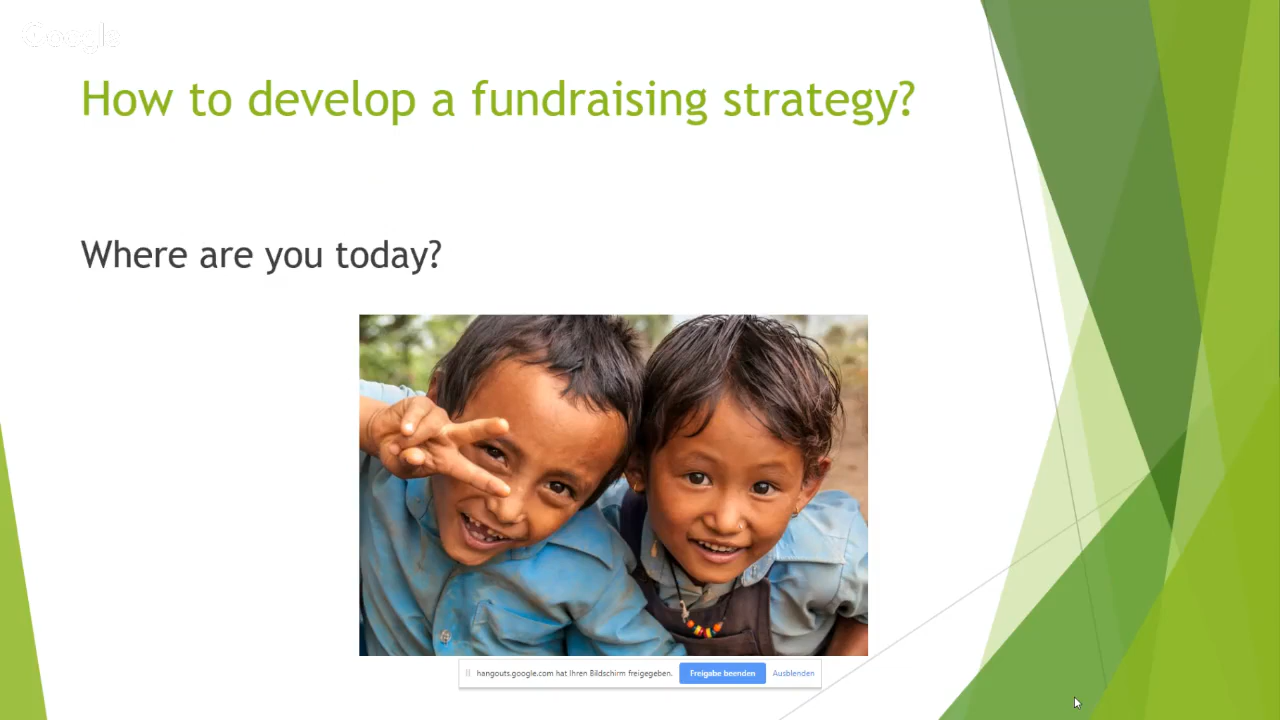 Google
How to develop a fundraising strategy?
Where are you today?
hangouts.google.com hat Ihren Bildschirm freigegeben. Freigabe beenden Ausblenden